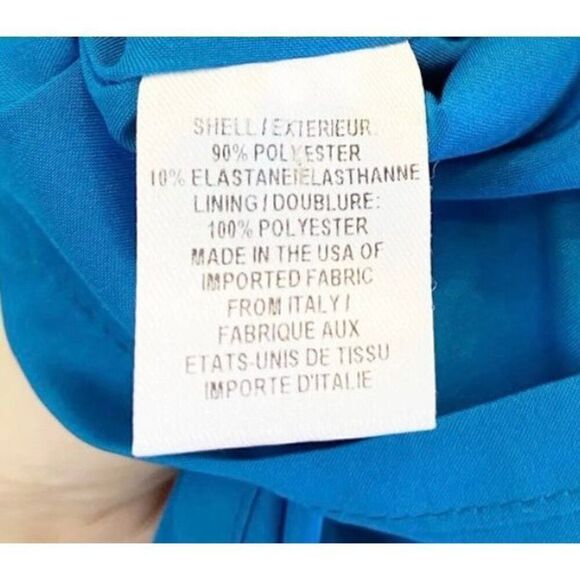 SHELL/EXTERIEUR:
90% POLYESTER
10% ELASTANE/ELASTHANNE
LINING/DOUBLURE:
100% POLYESTER
MADE IN THE USA OF
IMPORTED FABRIC
FROM ITALY/
FABRIQUE AUX
ETATS-UNIS DE TISSU
IMPORTE D'ITALIE